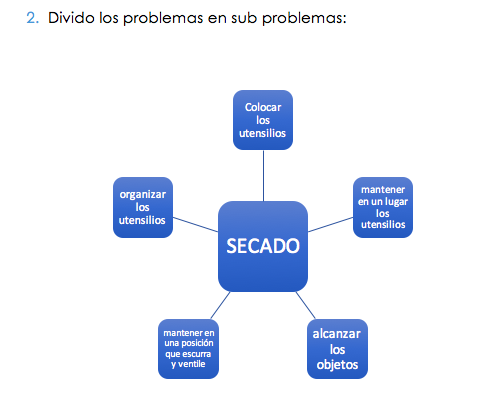 2. Divido los problemas en sub problemas:
Colocar
los
utensilios
organizar
los
utensilios
mantener
en un lugar
los
utensilios
SECADO
mantener en
una posición
que escurra
y ventile
alcanzar
los
objetos